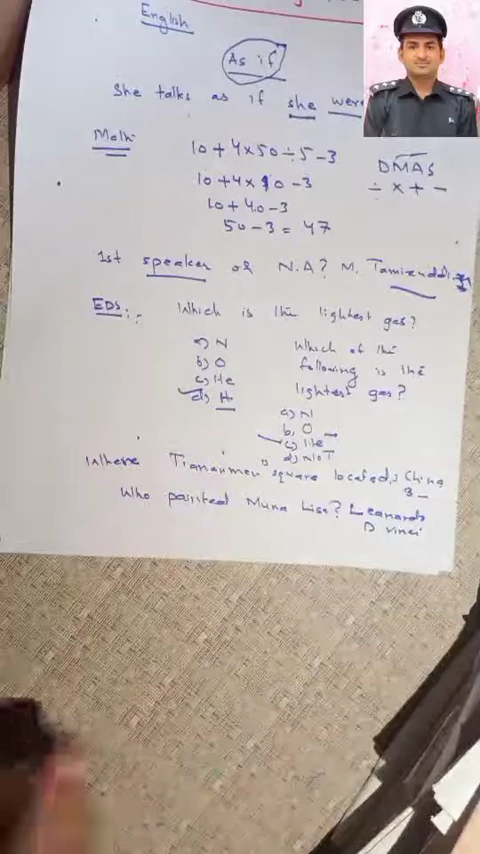 English
As if
She talks as if she were
Math
10 + 4 × 50 ÷ 5 - 3
10 + 4 × 10 - 3
10 + 40 - 3
50 - 3 = 47
DMAS
÷ × + -
1st speaker of N.A? M. Tamizuddin
EDS:-
Which is the lightest gas?
a) N
b) O
c) He
d) H
Which of the
following is the
lightest gas?
a) N
b) O
c) He
d) NOT
Where Tiananmen is square located, China
B
Who painted Muna Lisa? Leonardo
D vinci